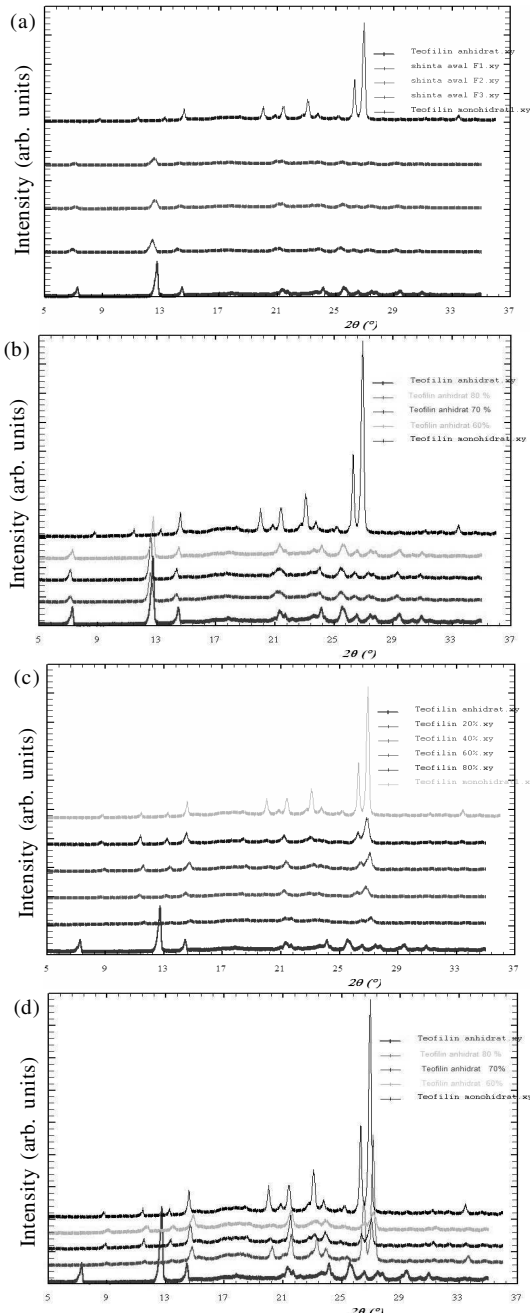 (a)
Intensity (arb. units)
Teofilin anhidrat.xy
shinta awal F1.xy
shinta awal F2.xy
shinta awal F3.xy
Teofilin monohidrat1.xy
5 9 13 17 21 25 29 33 37
2θ (°)
(b)
Intensity (arb. units)
Teofilin anhidrat.xy
Teofilin anhidrat 80 %
Teofilin anhidrat 70 %
Teofilin anhidrat 60%
Teofilin monohidrat.xy
5 9 13 17 21 25 29 33 37
2θ (°)
(c)
Intensity (arb. units)
Teofilin anhidrat.xy
Teofilin 20%.xy
Teofilin 40%.xy
Teofilin 60%.xy
Teofilin 80%.xy
Teofilin monohidrat1 x
5 9 13 17 21 25 29 33 37
2θ (°)
(d)
Intensity (arb. units)
Teofilin anhidrat.xy
Teofilin anhidrat 80 %
Teofilin anhidrat 70%
Teofilin anhidrat 60%
Teofilin monohidrat.xy
5 9 13 17 21 25 29 33 37
2θ (°)